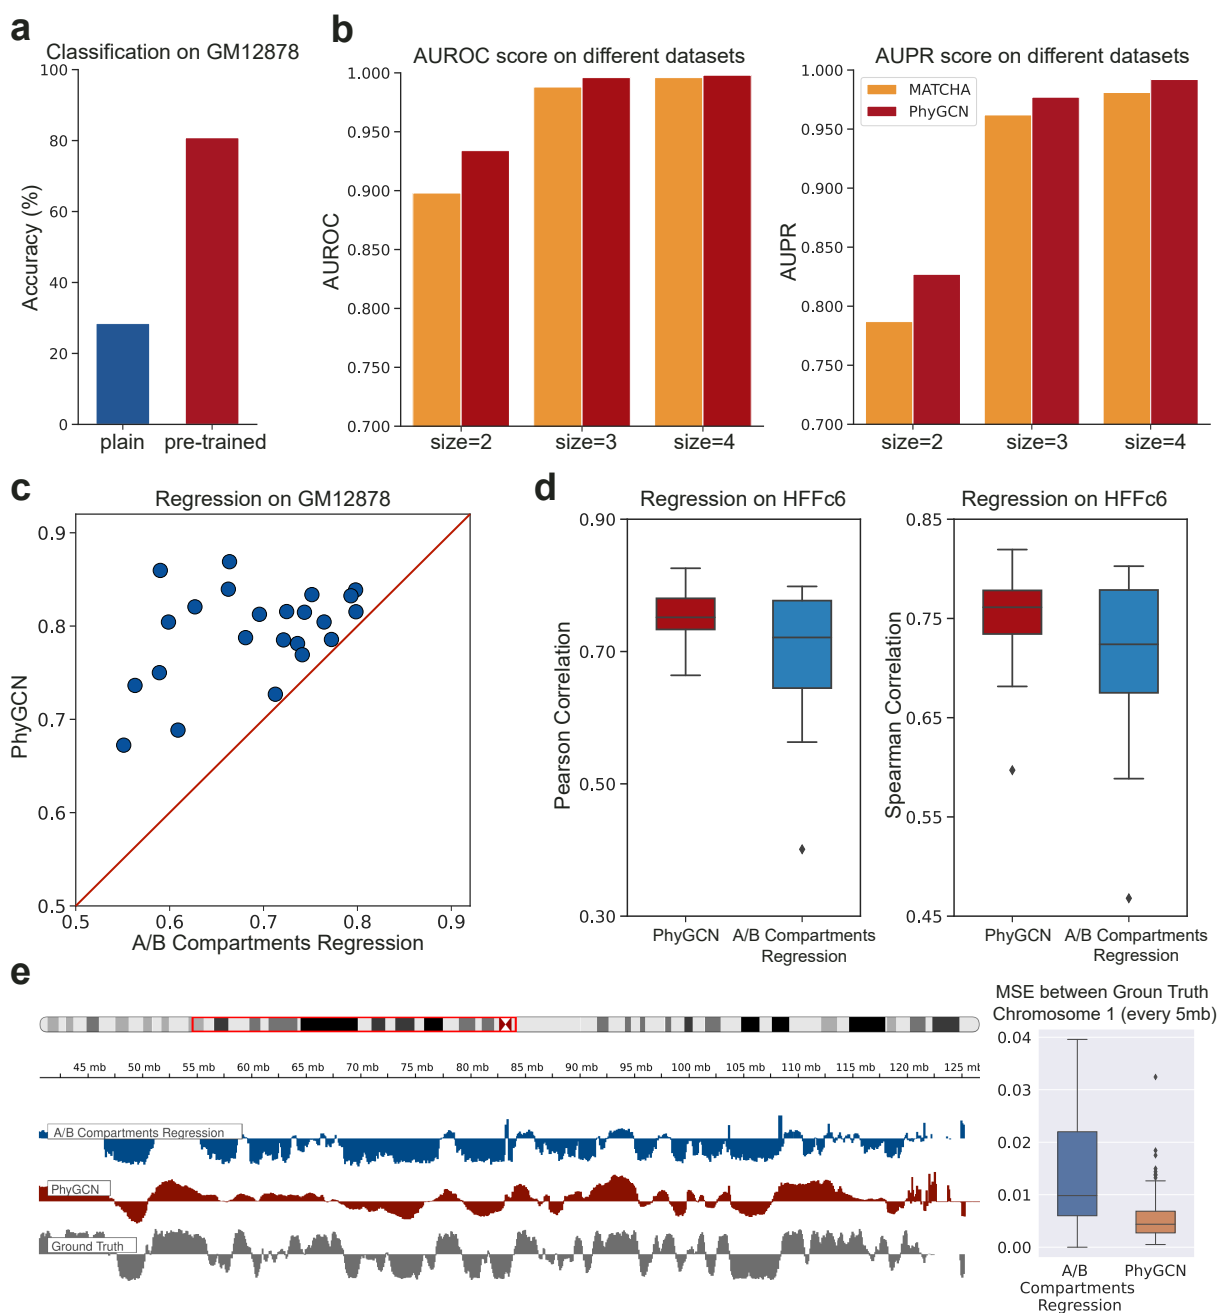 a
Classification on GM12878
100
80
60
40
20
0
Accuracy (%)
plain
pre-trained
b
AUROC score on different datasets
1.000
0.950
0.900
0.850
0.800
0.750
0.700
AUROC
size=2
size=3
size=4
AUPR score on different datasets
1.000
0.950
0.900
0.850
0.800
0.750
0.700
AUPR
MATCHA
PhyGCN
size=2
size=3
size=4
c
Regression on GM12878
0.9
0.8
0.7
0.6
0.5
PhyGCN
0.5
0.6
0.7
0.8
0.9
A/B Compartments Regression
d
Regression on HFFc6
0.90
0.70
0.50
0.30
Pearson Correlation
PhyGCN
A/B Compartments
Regression
Regression on HFFc6
0.85
0.75
0.65
0.55
0.45
Spearman Correlation
PhyGCN
A/B Compartments
Regression
e
45 mb 50 mb 55 mb 60 mb 65 mb 70 mb 75 mb 80 mb 85 mb 90 mb 95 mb 100 mb 105 mb 110 mb 115 mb 120 mb 125 mb
A/B Compartments Regression
PhyGCN
Ground Truth
MSE between Groun Truth
Chromosome 1 (every 5mb)
0.04
0.03
0.02
0.01
0.00
A/B
Compartments
Regression
PhyGCN